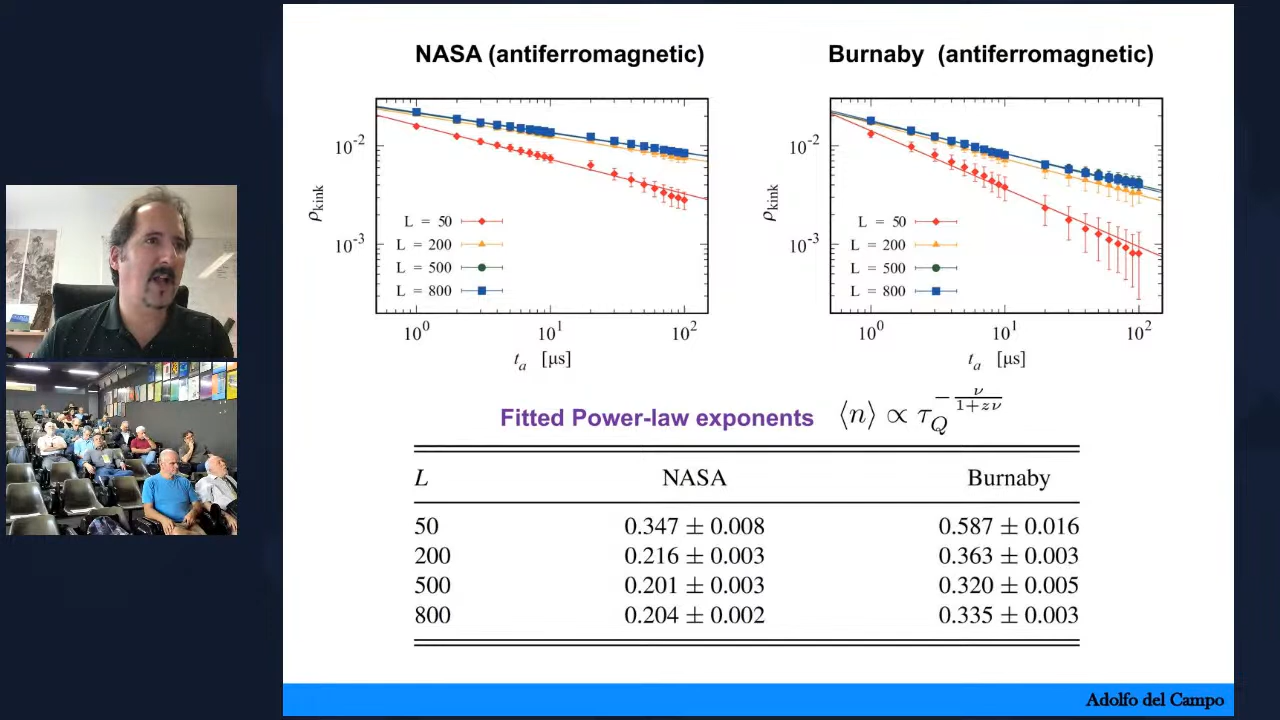 NASA (antiferromagnetic)
10⁻²
10⁻³
ρkink
L = 50
L = 200
L = 500
L = 800
10⁰ 10¹ 10²
tₐ [μs]
Burnaby (antiferromagnetic)
10⁻²
10⁻³
ρkink
L = 50
L = 200
L = 500
L = 800
10⁰ 10¹ 10²
tₐ [μs]
Fitted Power-law exponents ⟨n⟩ ∝ τ_Q^{-ν/(1+zν)}
L NASA Burnaby
50 0.347 ± 0.008 0.587 ± 0.016
200 0.216 ± 0.003 0.363 ± 0.003
500 0.201 ± 0.003 0.320 ± 0.005
800 0.204 ± 0.002 0.335 ± 0.003
Adolfo del Campo